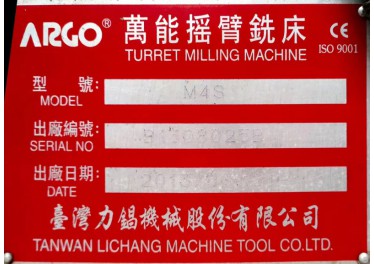 ARGO® 萬能摇臂銑床 CE
TURRET MILLING MACHINE ISO 9001
型 號: M4S
MODEL
出廠編號:
SERIAL NO
出廠日期:
DATE
臺灣力錩機械股份有限公司
TANWAN LICHANG MACHINE TOOL CO.LTD.